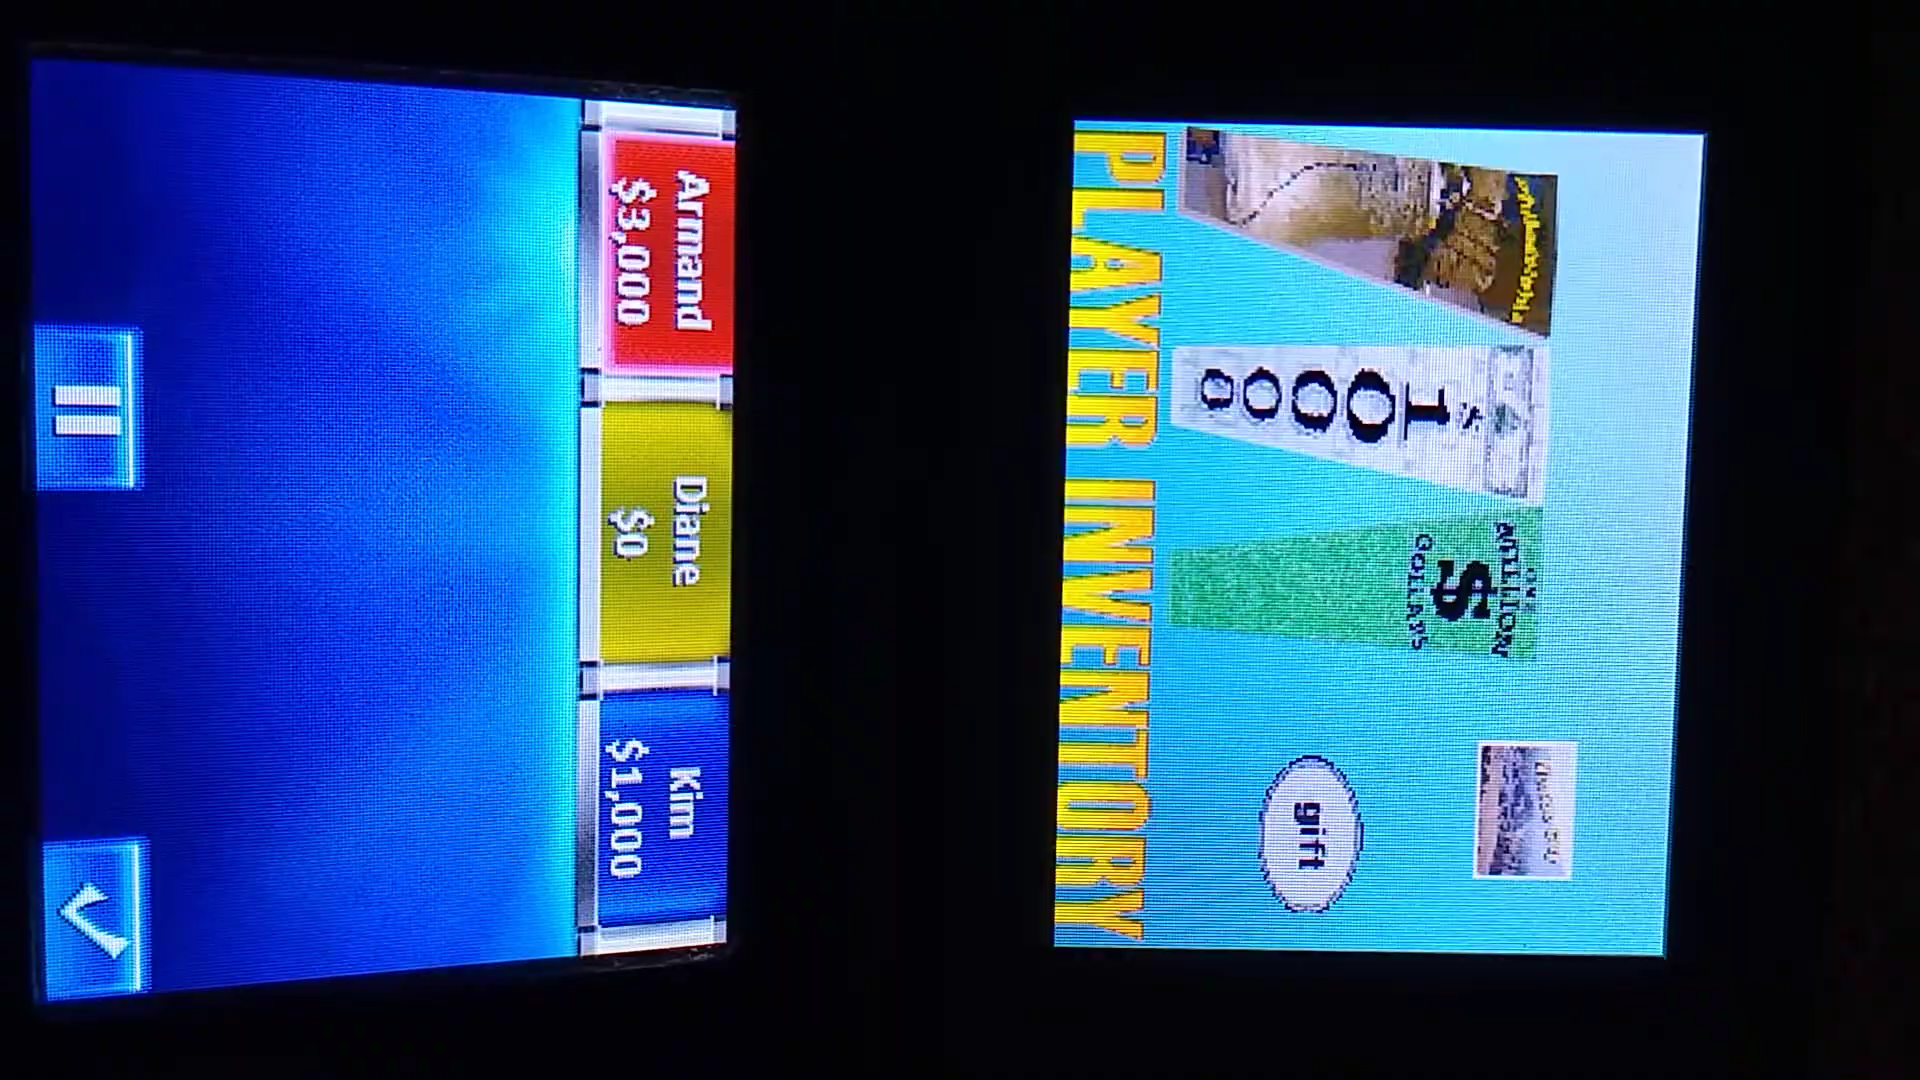 $1000
ONE
MILLION
$
DOLLARS
gift
PLAYER INVENTORY
Armand
$3,000
Diane
$0
Kim
$1,000